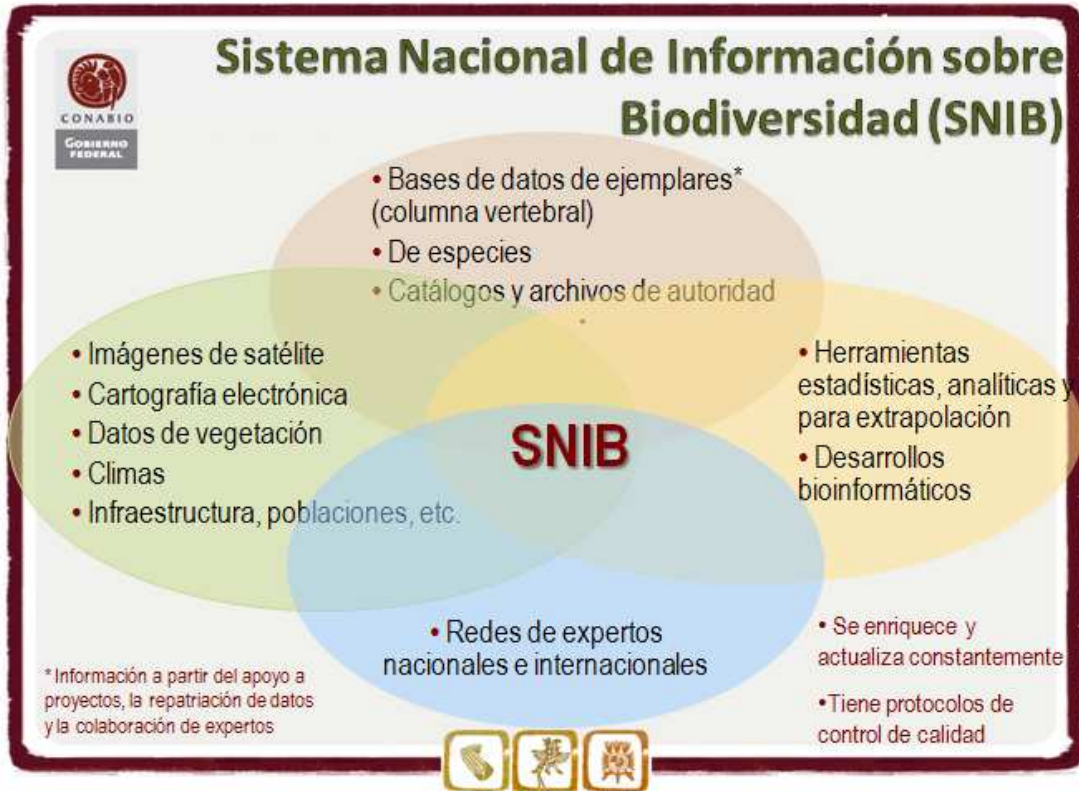 Sistema Nacional de Información sobre
Biodiversidad (SNIB)
CONABIO
GOBIERNO
FEDERAL
• Bases de datos de ejemplares*
(columna vertebral)
• De especies
• Catálogos y archivos de autoridad
• Imágenes de satélite
• Cartografía electrónica
• Datos de vegetación
• Climas
• Infraestructura, poblaciones, etc.
• Herramientas
estadísticas, analíticas y
para extrapolación
• Desarrollos
bioinformáticos
SNIB
• Redes de expertos
nacionales e internacionales
• Se enriquece y
actualiza constantemente
•Tiene protocolos de
control de calidad
*Información a partir del apoyo a
proyectos, la repatriación de datos
y la colaboración de expertos